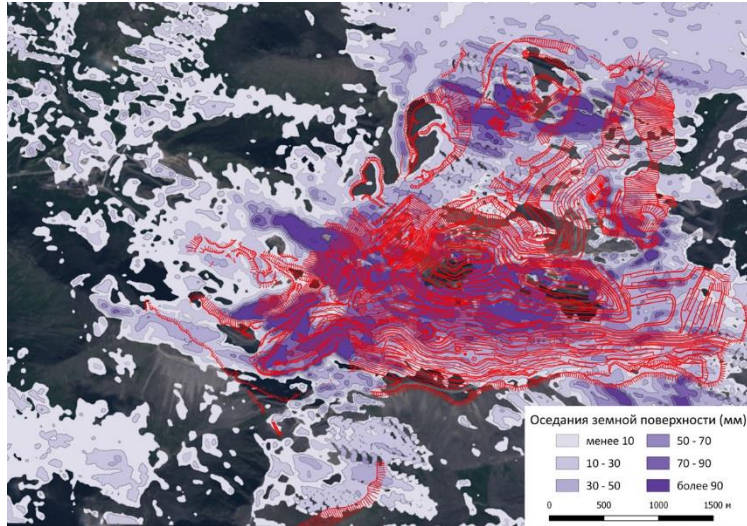 Оседания земной поверхности (мм)
менее 10
50 - 70
10 - 30
70 - 90
30 - 50
более 90
0 500 1000 1500 м